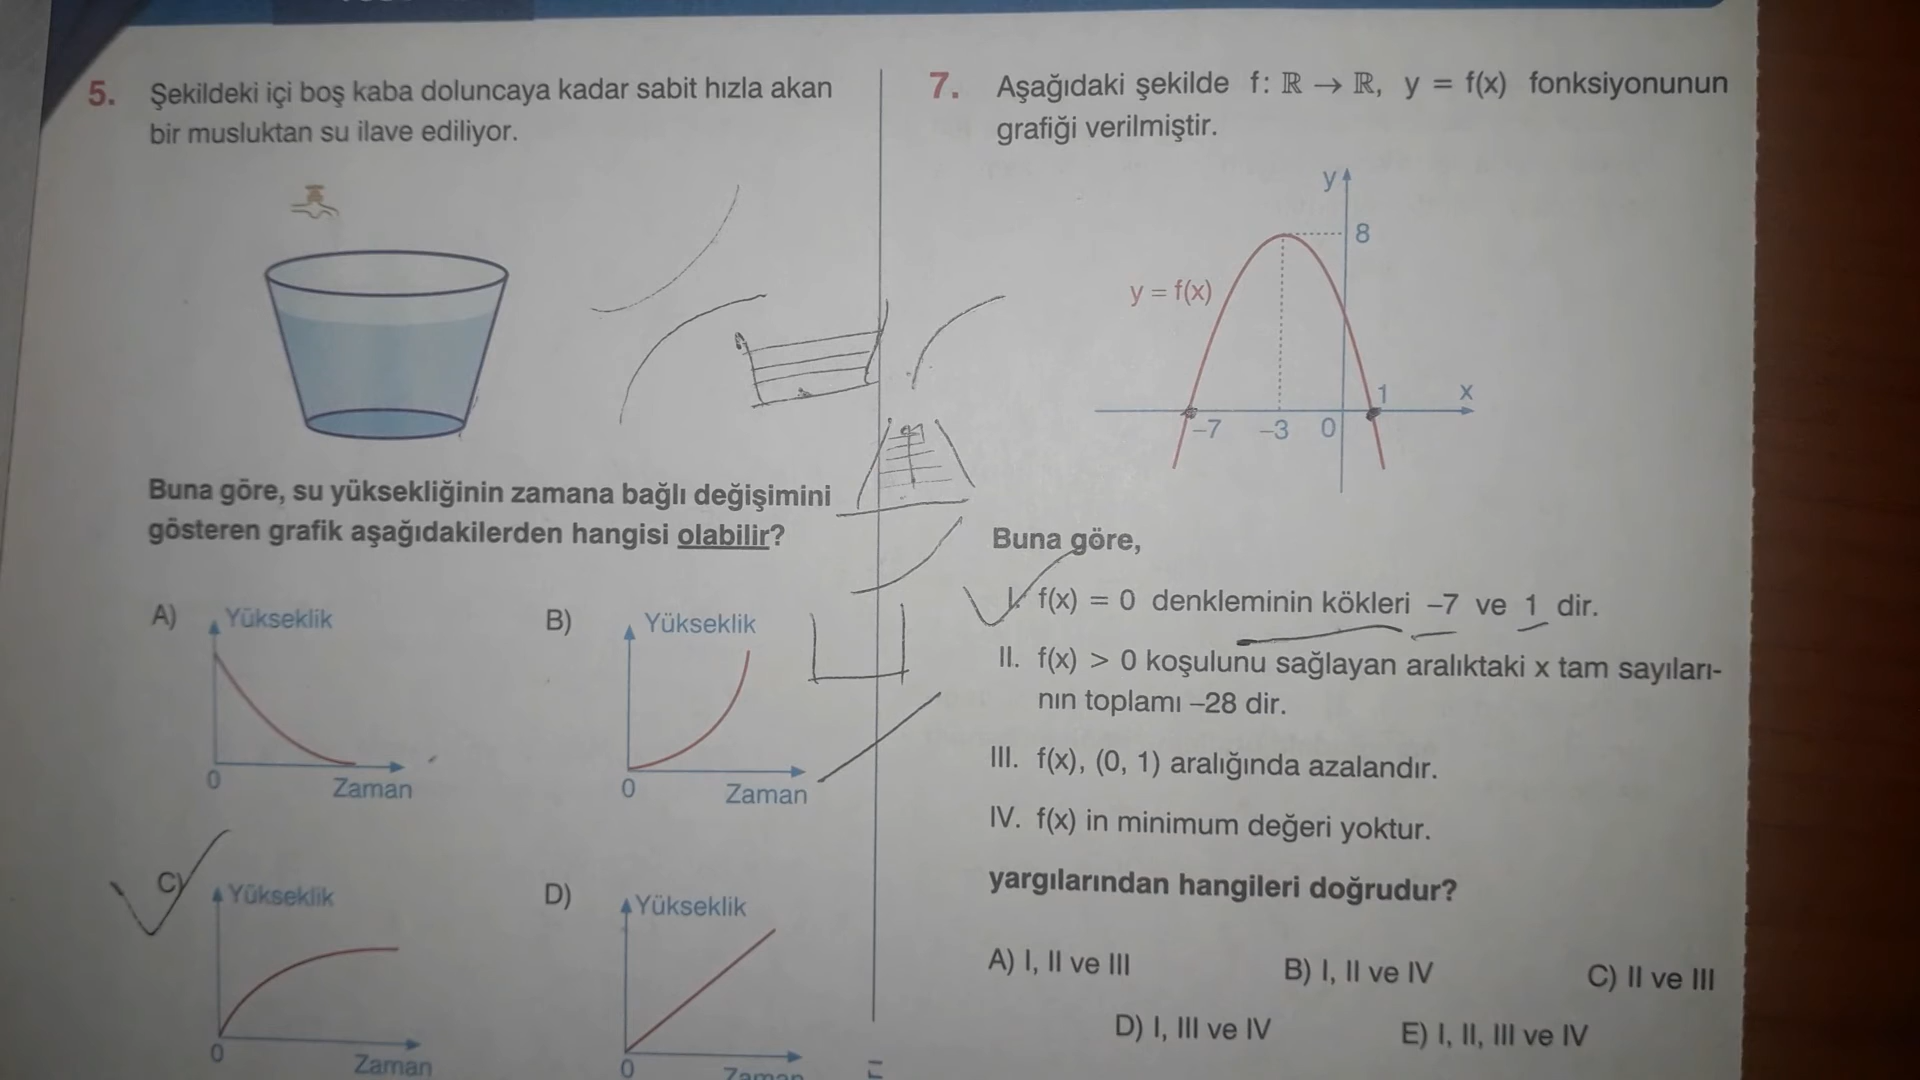 5. Şekildeki içi boş kaba doluncaya kadar sabit hızla akan
bir musluktan su ilave ediliyor.
Buna göre, su yüksekliğinin zamana bağlı değişimini
gösteren grafik aşağıdakilerden hangisi olabilir?
A)
Yükseklik
0
Zaman
B)
Yükseklik
0
Zaman
C)
Yükseklik
0
Zaman
D)
Yükseklik
0
Zaman
7. Aşağıdaki şekilde f: ℝ → ℝ, y = f(x) fonksiyonunun
grafiği verilmiştir.
y
8
y = f(x)
1
x
–7
–3
0
Buna göre,
I. f(x) = 0 denkleminin kökleri –7 ve 1 dir.
II. f(x) > 0 koşulunu sağlayan aralıktaki x tam sayıları-
nın toplamı –28 dir.
III. f(x), (0, 1) aralığında azalandır.
IV. f(x) in minimum değeri yoktur.
yargılarından hangileri doğrudur?
A) I, II ve III
B) I, II ve IV
C) II ve III
D) I, III ve IV
E) I, II, III ve IV